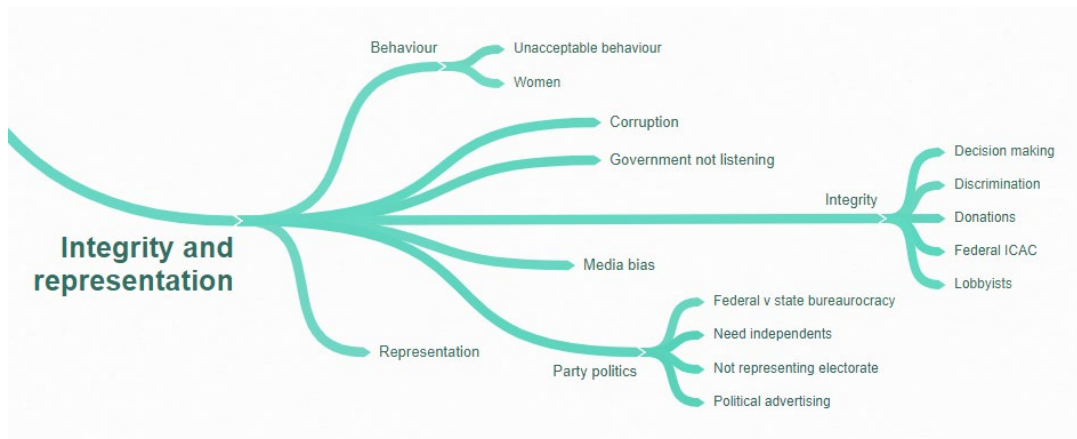 Behaviour
Unacceptable behaviour
Women
Corruption
Government not listening
Integrity
Decision making
Discrimination
Donations
Federal ICAC
Lobbyists
Integrity and
representation
Media bias
Party politics
Federal v state bureaurocracy
Need independents
Not representing electorate
Political advertising
Representation